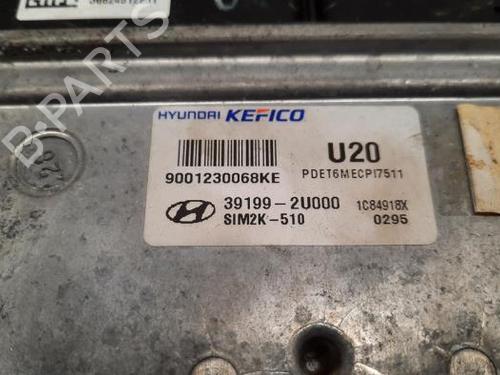 HYUNDAI KEFICO
U20
9001230068KE
PDET6MECPI7511
39199-2U000
1C84918X
SIM2K-510
0295
B-PARTS